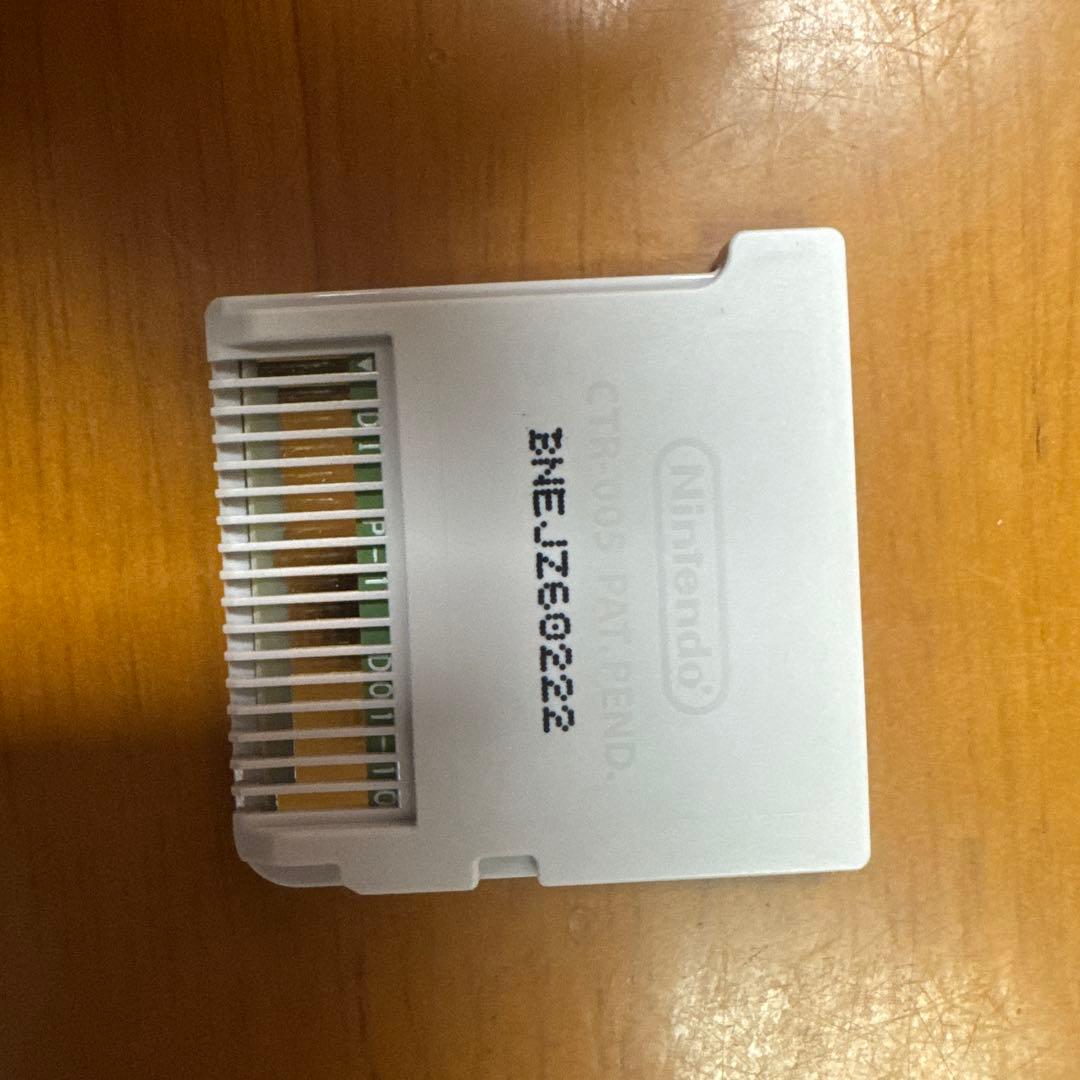 Nintendo®
CTR-005 PAT.PEND.
BNEJZ60222